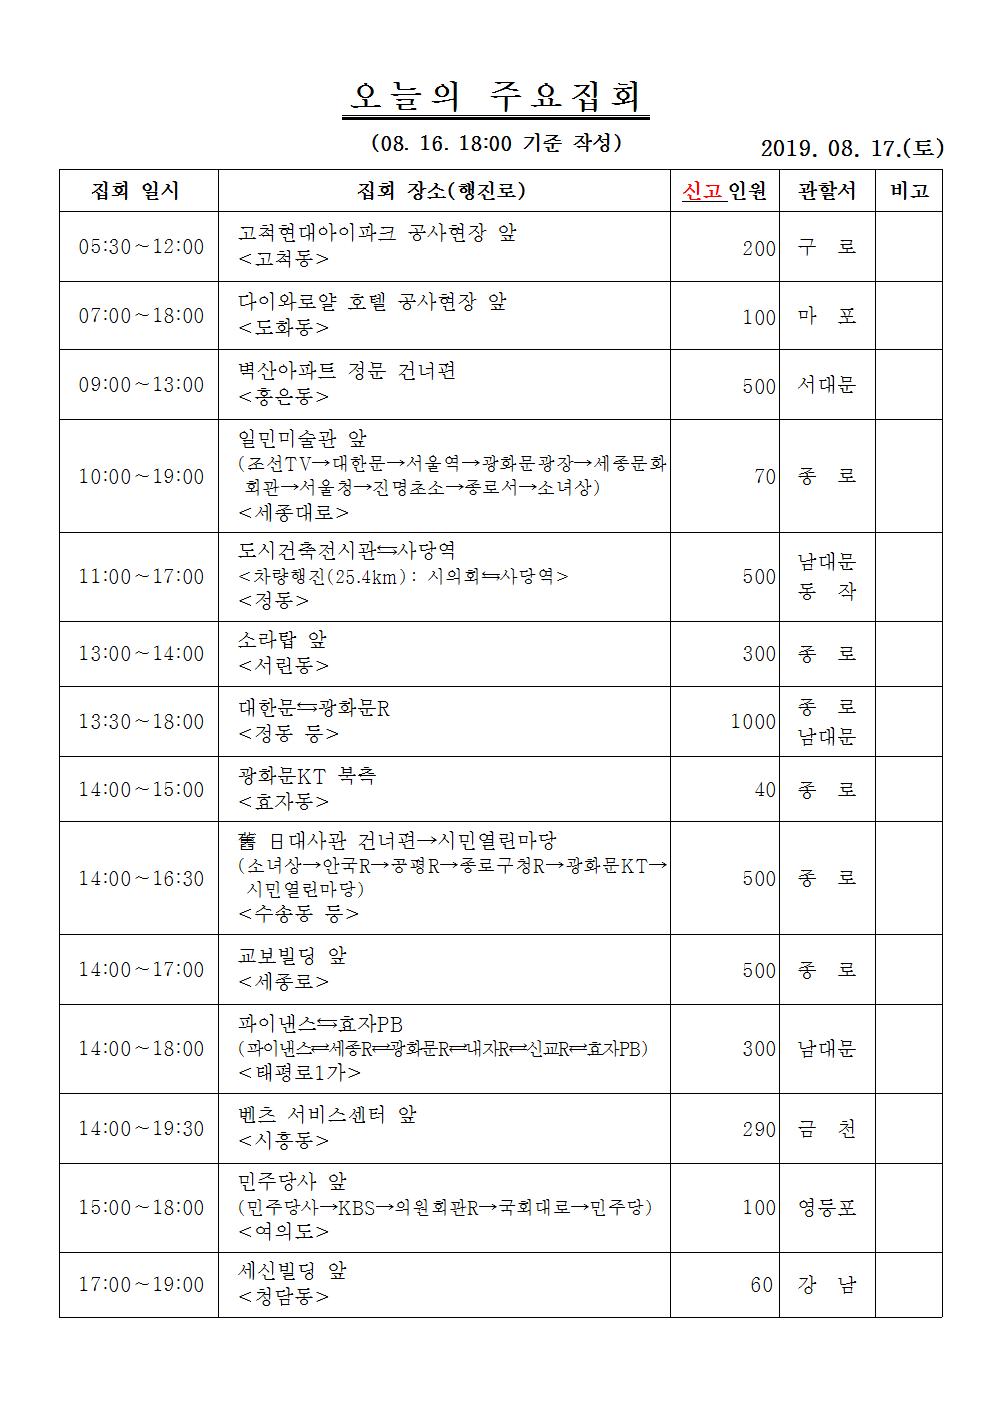 오늘의 주요집회
(08. 16. 18:00 기준 작성)
2019. 08. 17.(토)
집회 일시 집회 장소(행진로) 신고인원 관할서 비고
05:30~12:00 고척현대아이파크 공사현장 앞 200 구 로
<고척동>
07:00~18:00 다이와로얄 호텔 공사현장 앞 100 마 포
<도화동>
09:00~13:00 벽산아파트 정문 건너편 500 서대문
<홍은동>
10:00~19:00 일민미술관 앞 70 종 로
(조선TV→대한문→서울역→광화문광장→세종문화
회관→서울청→진명초소→종로서→소녀상)
<세종대로>
11:00~17:00 도시건축전시관⇆사당역 500 남대문
<차량행진(25.4km): 시의회⇆사당역> 동 작
<정동>
13:00~14:00 소라탑 앞 300 종 로
<서린동>
13:30~18:00 대한문⇆광화문R 1000 종 로
<정동 등> 남대문
14:00~15:00 광화문KT 북측 40 종 로
<효자동>
14:00~16:30 舊 日대사관 건너편→시민열린마당 500 종 로
(소녀상→안국R→공평R→종로구청R→광화문KT→
시민열린마당)
<수송동 등>
14:00~17:00 교보빌딩 앞 500 종 로
<세종로>
14:00~18:00 파이낸스⇆효자PB 300 남대문
(파이낸스⇄세종R⇄광화문R⇄내자R⇄신교R⇄효자PB)
<태평로1가>
14:00~19:30 벤츠 서비스센터 앞 290 금 천
<시흥동>
15:00~18:00 민주당사 앞 100 영등포
(민주당사→KBS→의원회관R→국회대로→민주당)
<여의도>
17:00~19:00 세신빌딩 앞 60 강 남
<청담동>